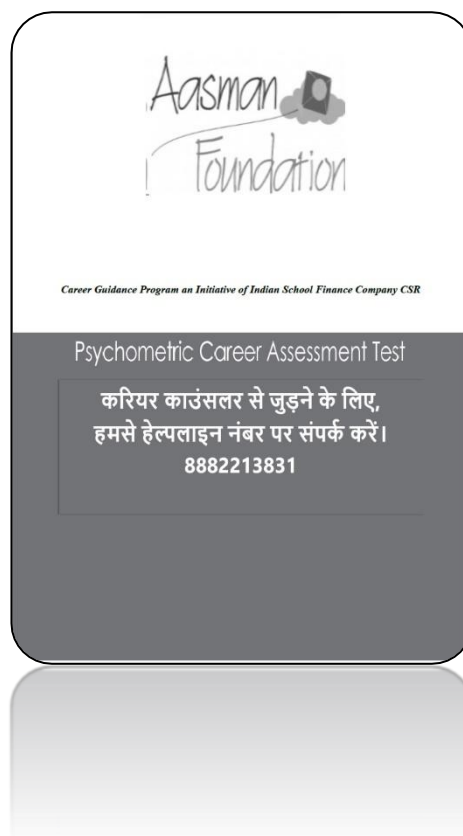 Aasman
Foundation
Career Guidance Program an Initiative of Indian School Finance Company CSR
Psychometric Career Assessment Test
करियर काउंसलर से जुड़ने के लिए,
हमसे हेल्पलाइन नंबर पर संपर्क करें।
8882213831